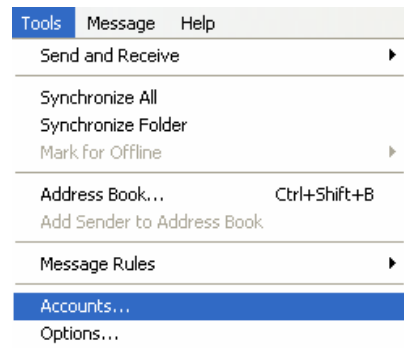 Tools Message Help
Send and Receive
Synchronize All
Synchronize Folder
Mark for Offline
Address Book... Ctrl+Shift+B
Add Sender to Address Book
Message Rules
Accounts...
Options...